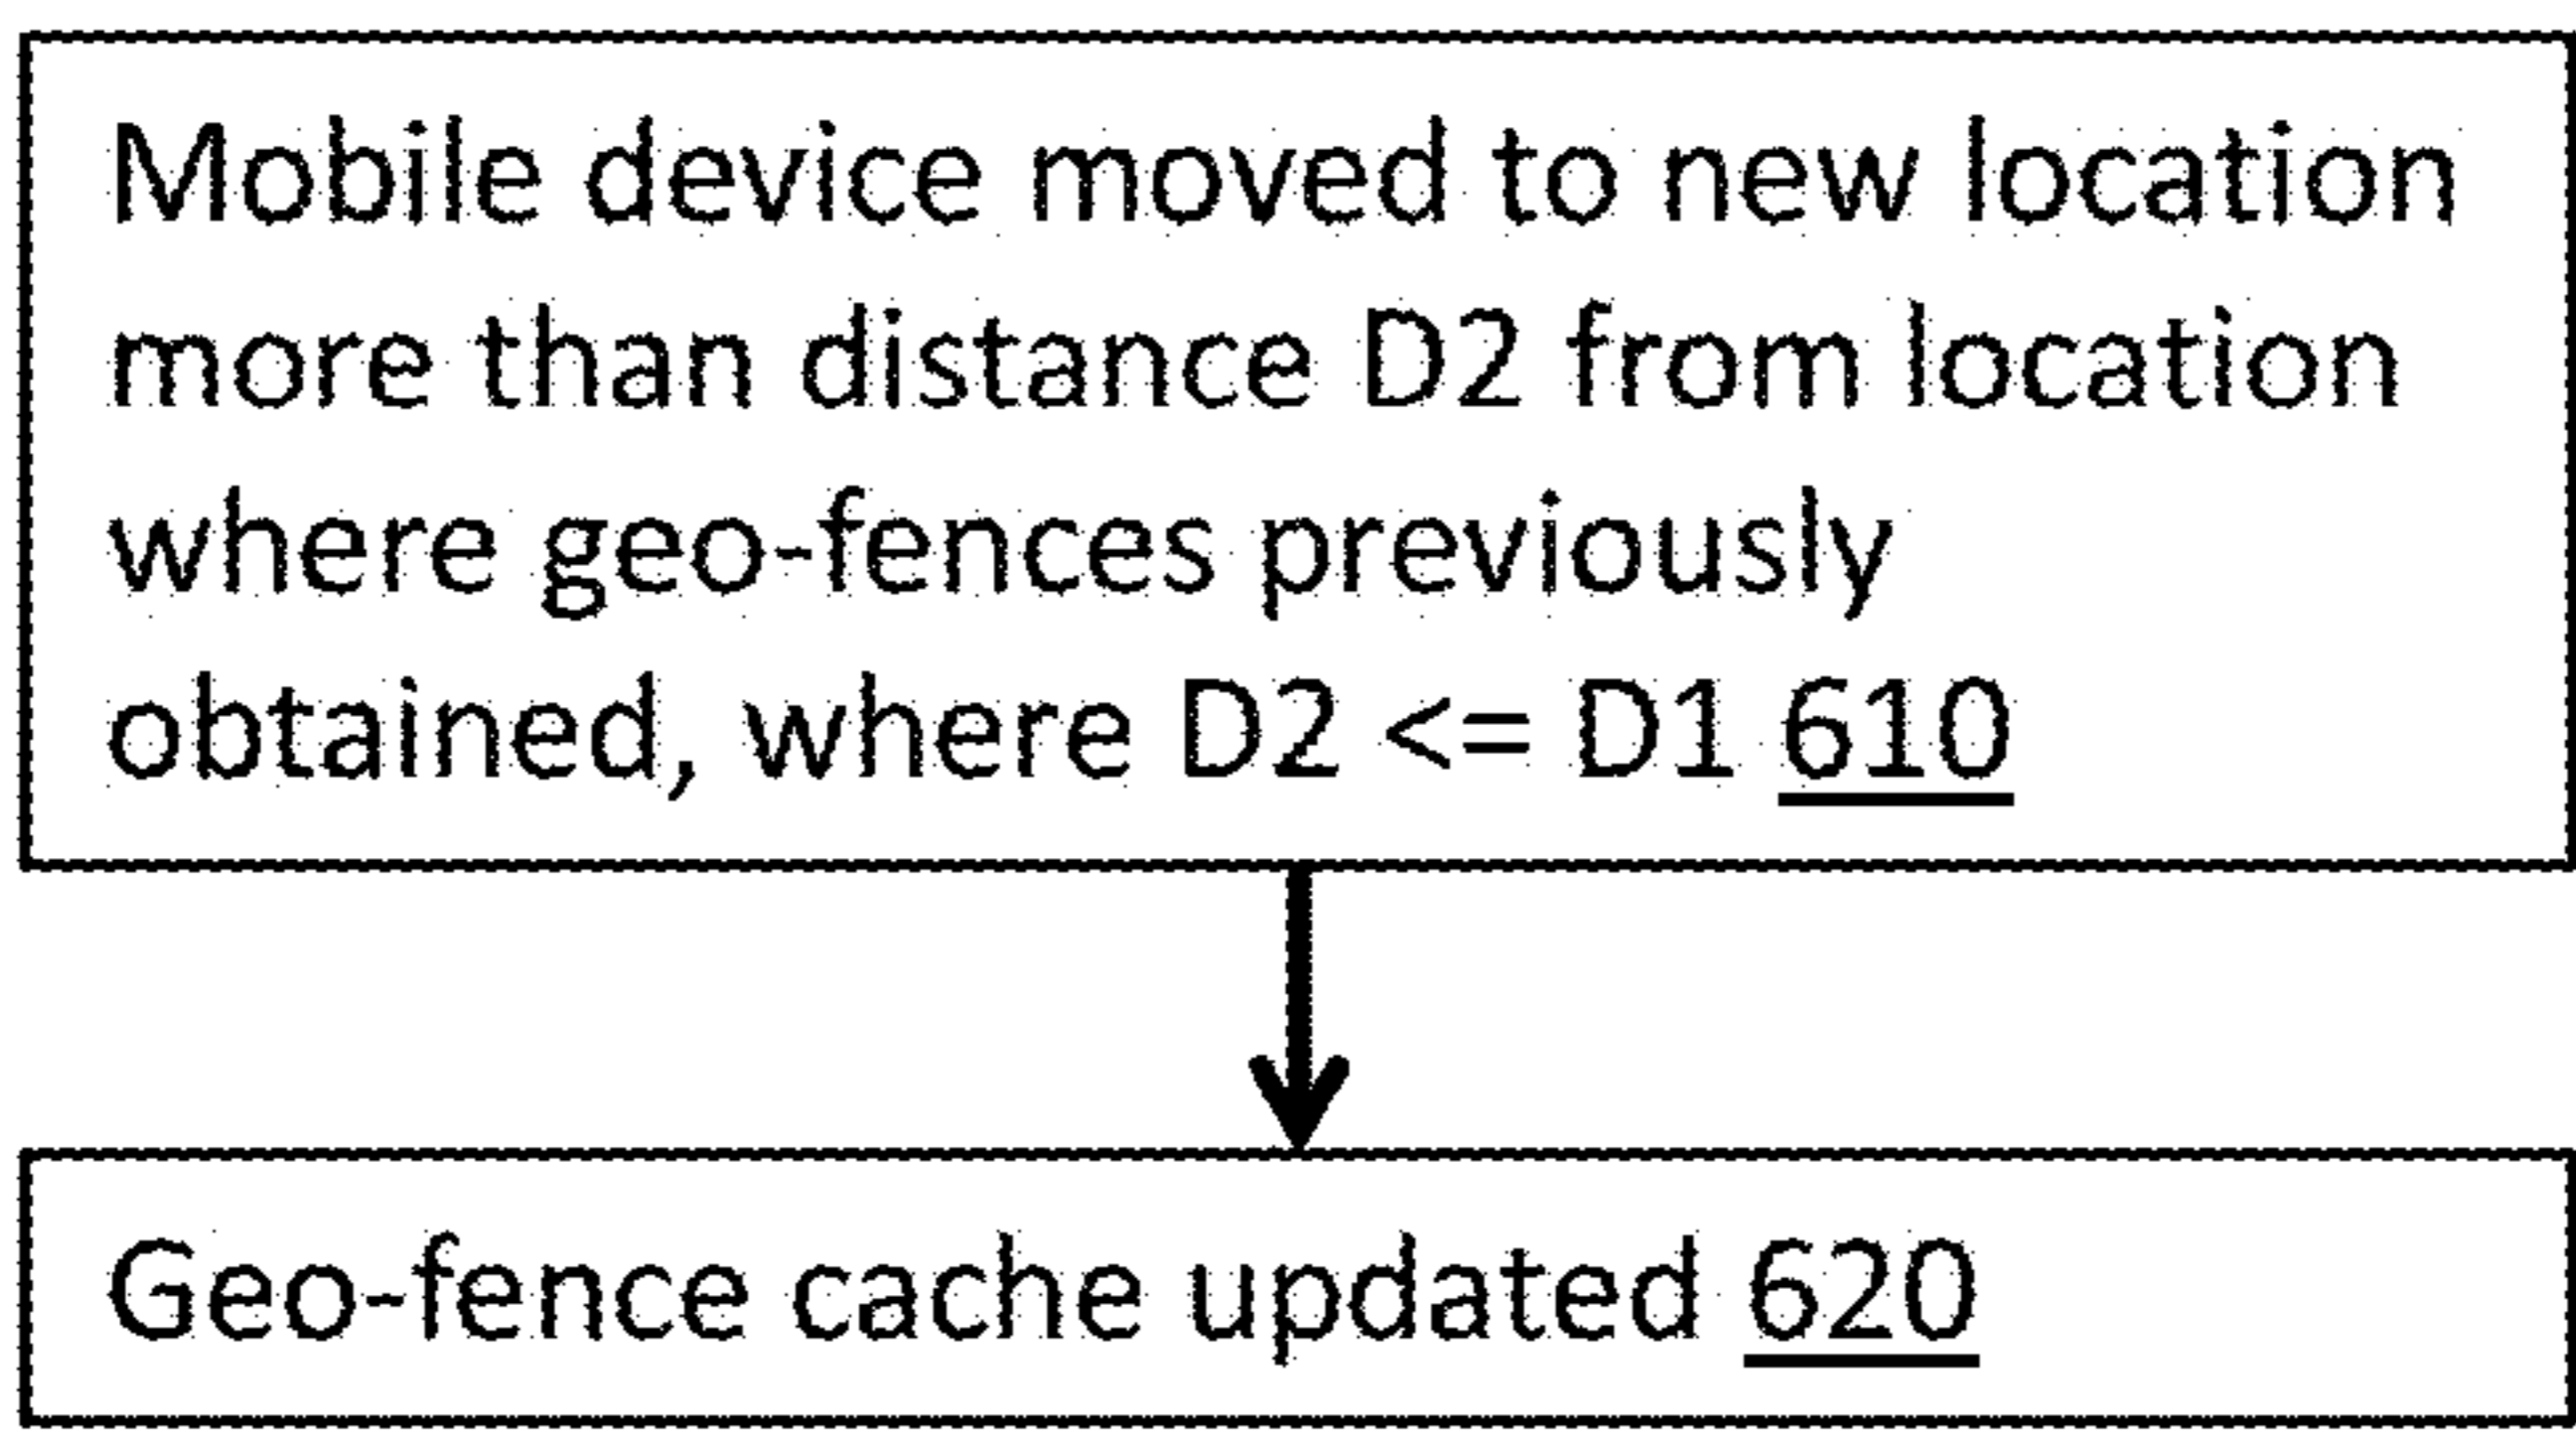 Mobile device moved to new location
more than distance D2 from location
where geo-fences previously
obtained, where D2 <= D1 610
Geo-fence cache updated 620